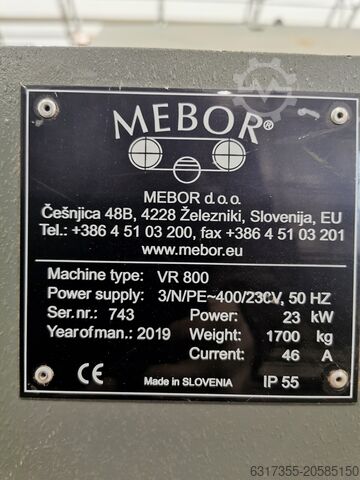 MEBOR®
MEBOR d.o.o.
Češnjica 48B, 4228 Železniki, Slovenija, EU
Tel.: +386 4 51 03 200, fax +386 4 51 03 201
www.mebor.eu
Machine type: VR 800
Power supply: 3/N/PE~400/230V, 50 HZ
Ser.nr.: 743 Power: 23 kW
Year of man.: 2019 Weight: 1700 kg
Current: 46 A
CE Made in SLOVENIA IP 55
6317355-20585150